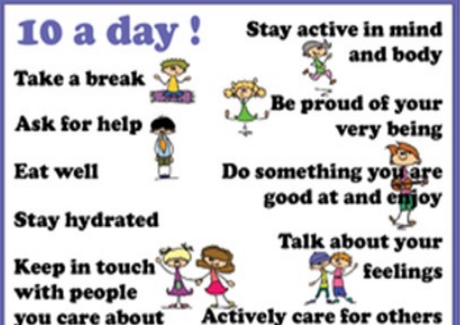 10 a day !
Take a break
Ask for help
Eat well
Stay hydrated
Keep in touch
with people
you care about
Stay active in mind
and body
Be proud of your
very being
Do something you are
good at and enjoy
Talk about your
feelings
Actively care for others